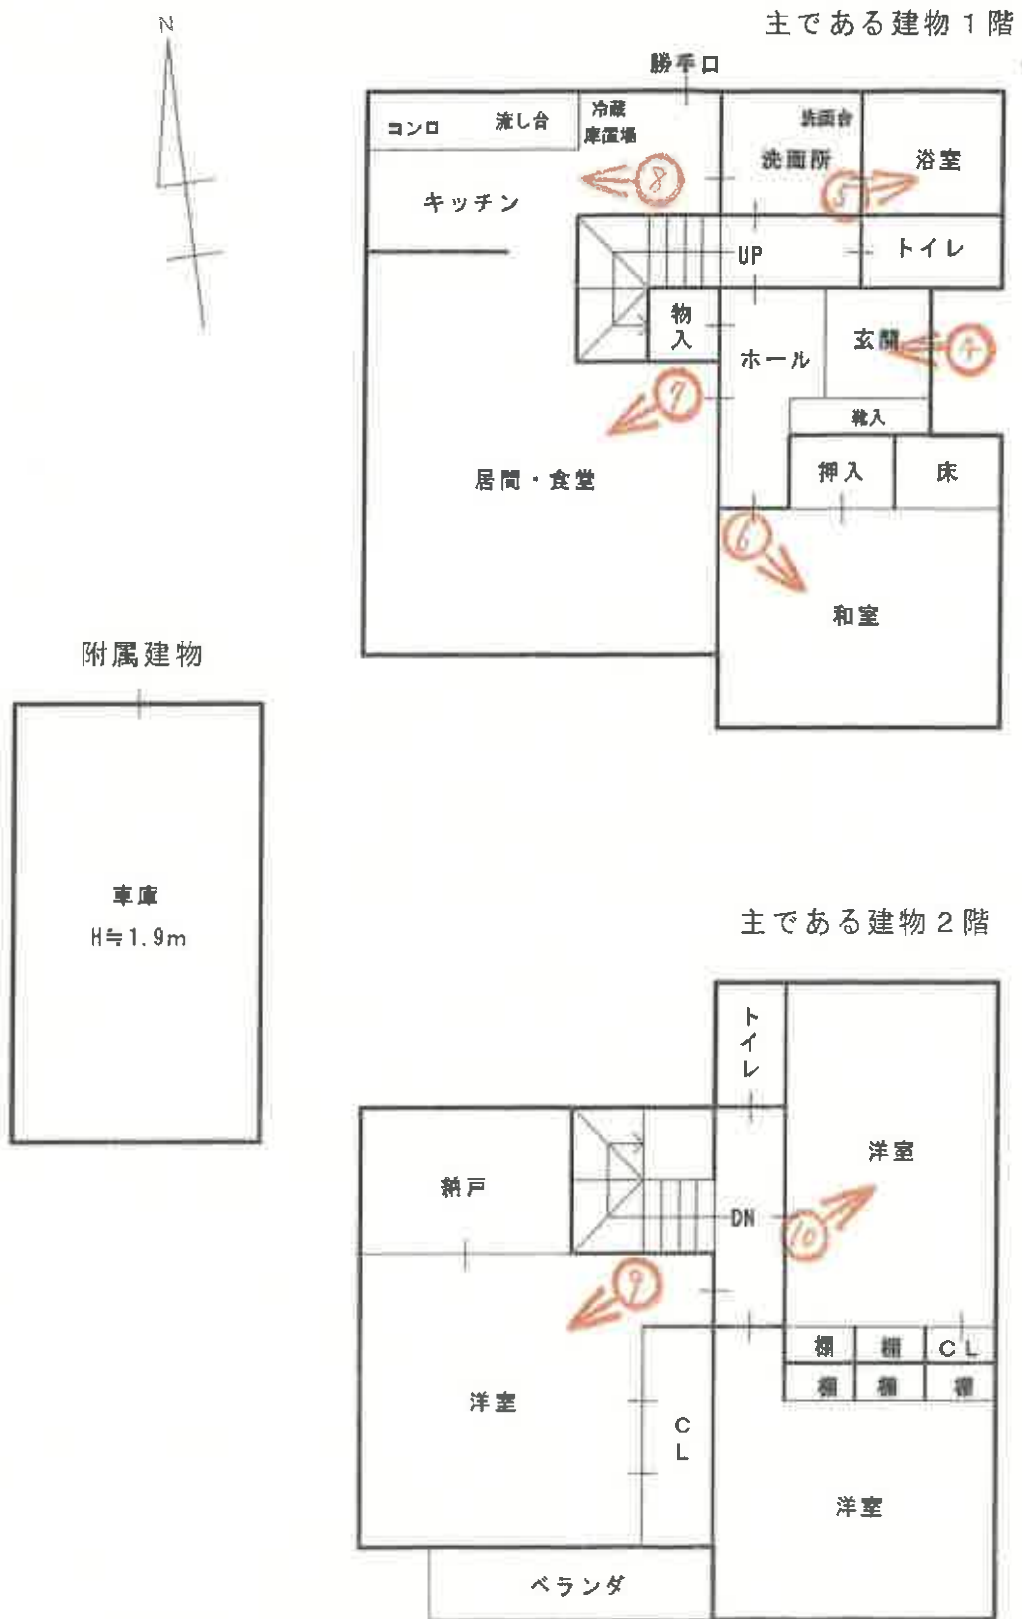 N
主である建物１階
勝手口
コンロ
流し台
冷蔵
庫置場
洗面台
洗面所
浴室
⑧
⑤
キッチン
UP
トイレ
物入
ホール
玄関
④
⑦
靴入
居間・食堂
押入
床
⑥
和室
附属建物
車庫
H≒1.9m
主である建物２階
トイレ
洋室
納戸
DN
⑩
⑨
棚
棚
CL
棚
棚
棚
洋室
CL
洋室
ベランダ